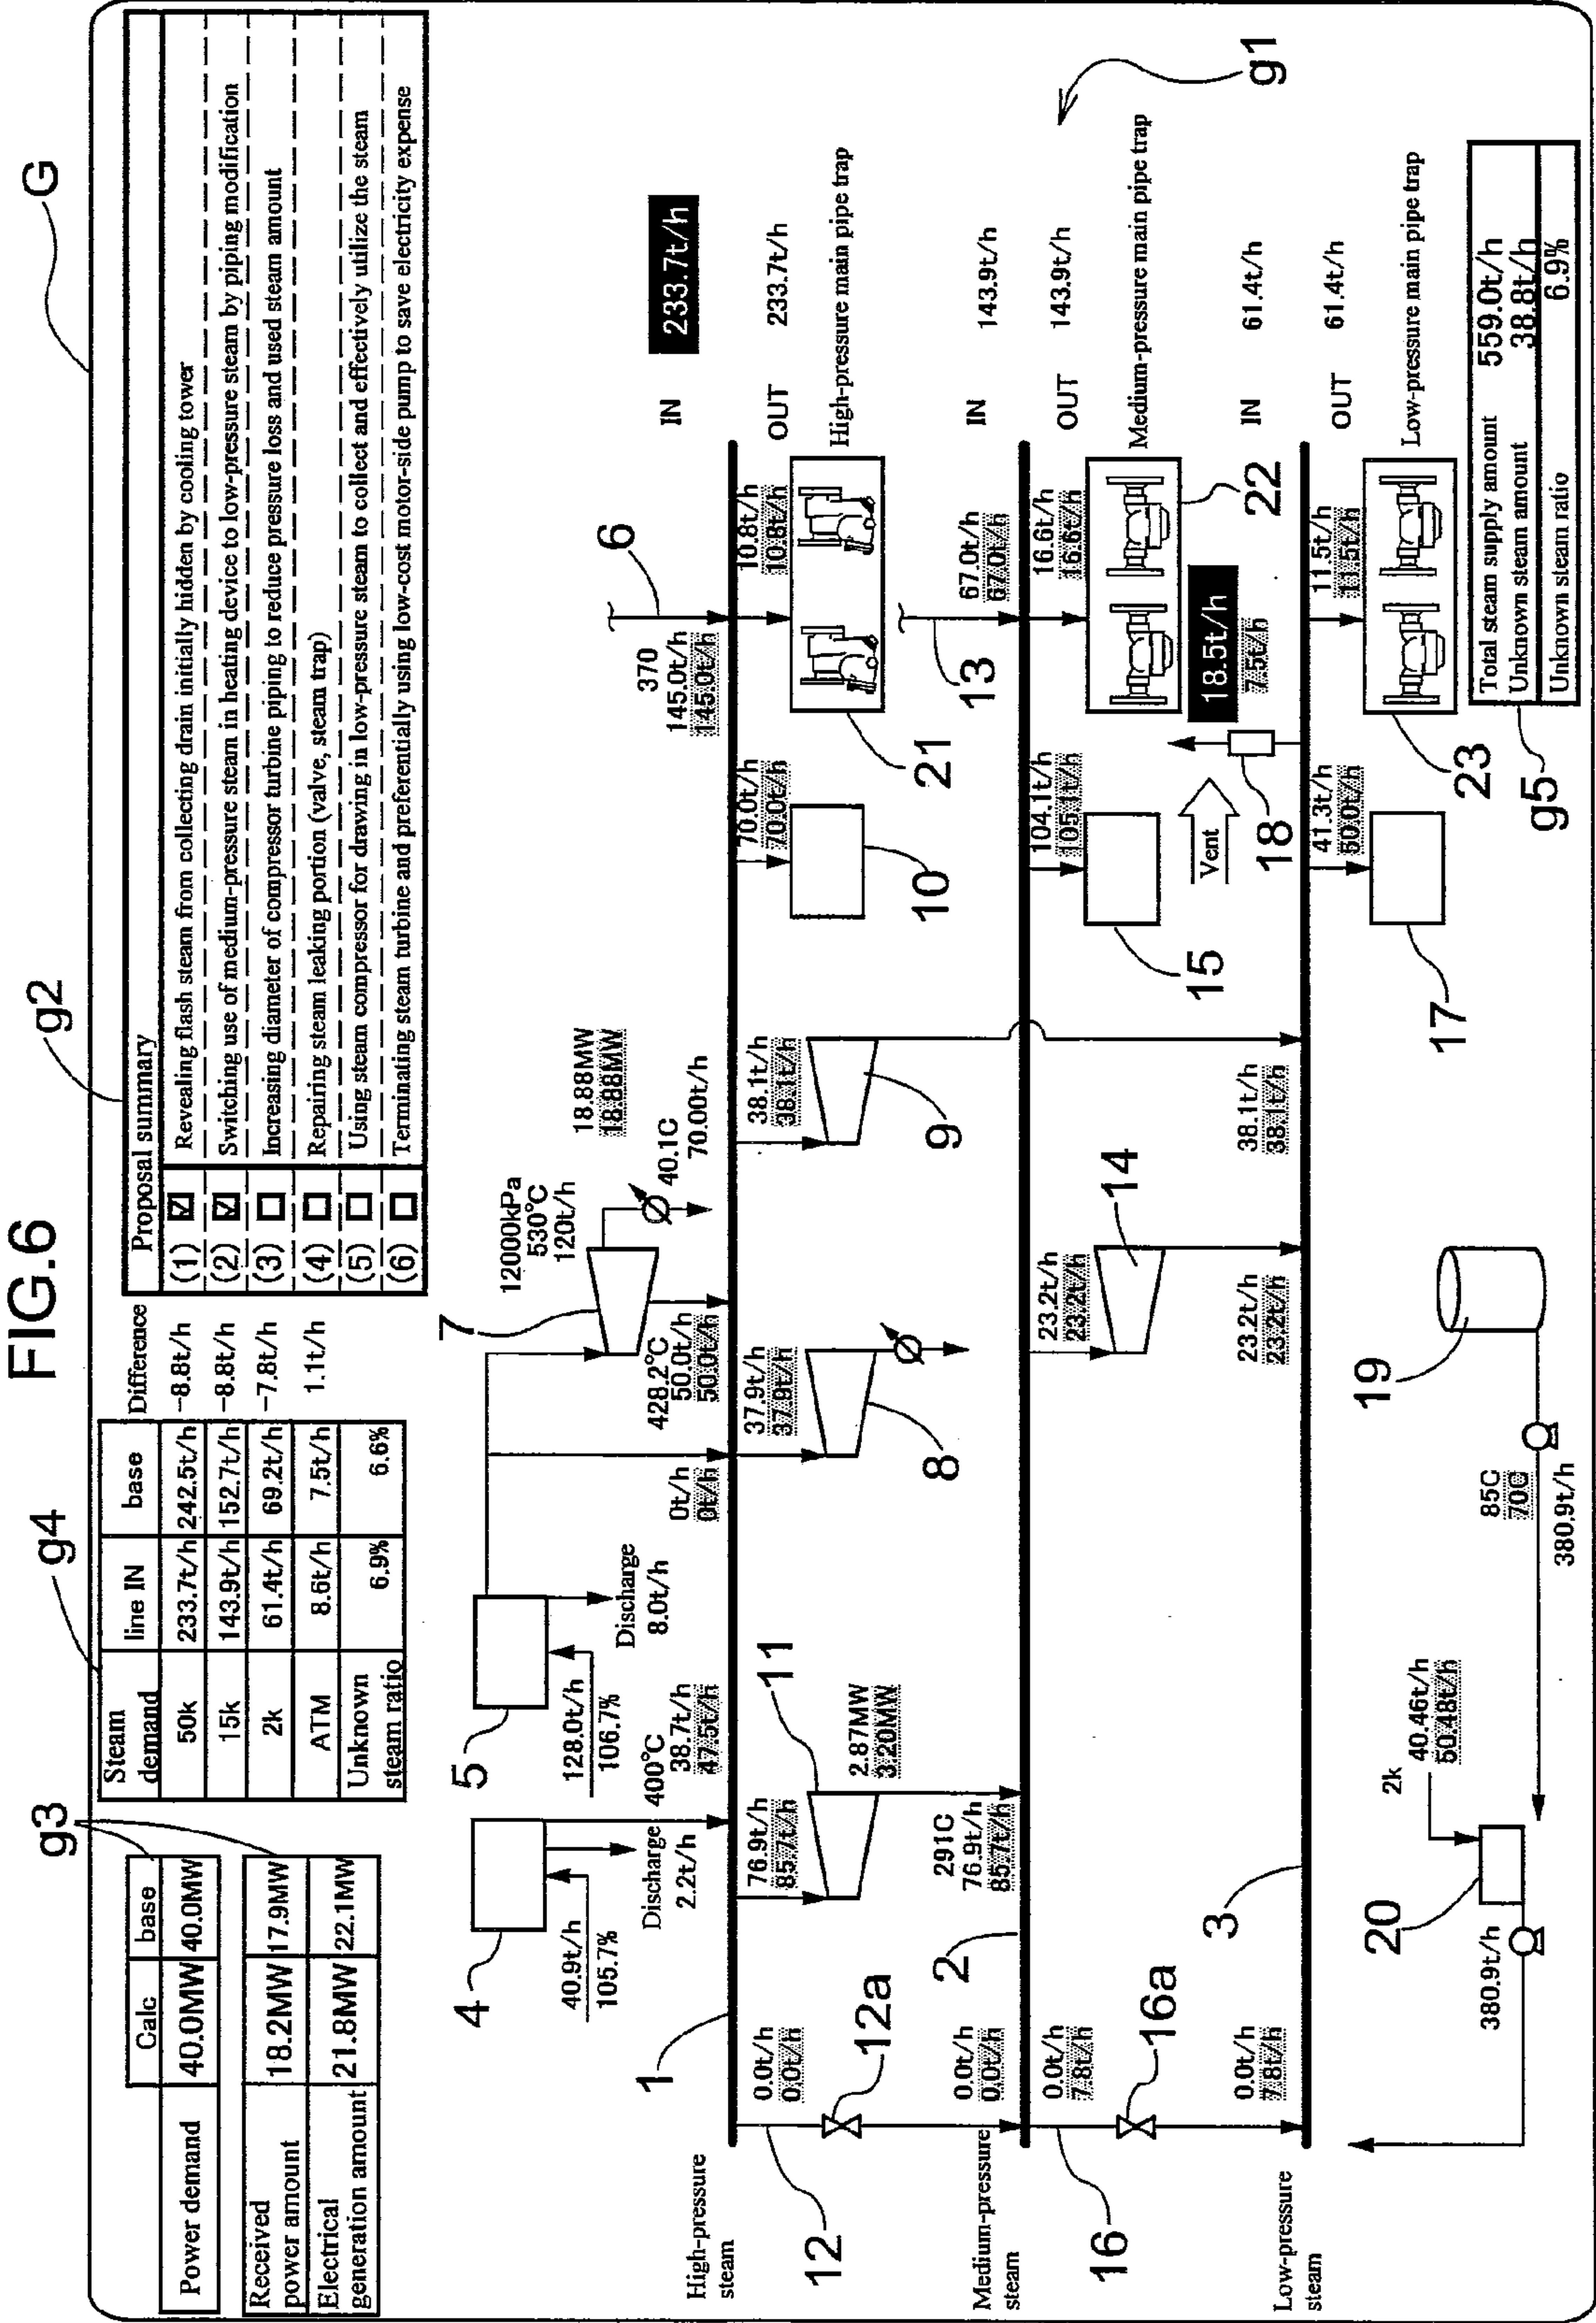 FIG.6
G
g3
g4
g2
Calc base
Power demand 40.0MW 40.0MW
Received
power amount 18.2MW 17.9MW
Electrical
generation amount 21.8MW 22.1MW
Steam
demand line IN base Difference
50k 233.7t/h 242.5t/h -8.8t/h
15k 143.9t/h 152.7t/h -8.8t/h
2k 61.4t/h 69.2t/h -7.8t/h
ATM 8.6t/h 7.5t/h 1.1t/h
Unknown
steam ratio 6.9% 6.6%
Proposal summary
(1) Revealing flash steam from collecting drain initially hidden by cooling tower
(2) Switching use of medium-pressure steam in heating device to low-pressure steam by piping modification
(3) Increasing diameter of compressor turbine piping to reduce pressure loss and used steam amount
(4) Repairing steam leaking portion (valve, steam trap)
(5) Using steam compressor for drawing in low-pressure steam to collect and effectively utilize the steam
(6) Terminating steam turbine and preferentially using low-cost motor-side pump to save electricity expense
4
40.9t/h
105.7%
Discharge
2.2t/h
400°C
38.7t/h
47.5t/h
5
128.0t/h
106.7%
Discharge
8.0t/h
0t/h
0t/h
7
12000kPa
530°C
120t/h
428.2°C
50.0t/h
50.0t/h
18.88MW
18.88MW
40.1C
70.00t/h
6
370
145.0t/h
145.0t/h
IN 233.7t/h
High-pressure
steam
1
OUT 233.7t/h
0.0t/h
0.0t/h
12
12a
0.0t/h
0.0t/h
76.9t/h
85.7t/h
11
2.87MW
3.20MW
291C
76.9t/h
85.7t/h
37.9t/h
37.9t/h
8
38.1t/h
38.1t/h
9
70.0t/h
70.0t/h
10
10.8t/h
10.8t/h
21
High-pressure main pipe trap
13
67.0t/h
67.0t/h
IN 143.9t/h
Medium-pressure
steam
2
OUT 143.9t/h
0.0t/h
7.8t/h
16
16a
0.0t/h
7.8t/h
23.2t/h
23.2t/h
14
23.2t/h
23.2t/h
38.1t/h
38.1t/h
104.1t/h
105.1t/h
15
16.6t/h
16.6t/h
22
Medium-pressure main pipe trap
g1
Vent
18
18.5t/h
7.5t/h
IN 61.4t/h
Low-pressure
steam
3
OUT 61.4t/h
41.3t/h
50.0t/h
17
11.5t/h
11.5t/h
23
Low-pressure main pipe trap
380.9t/h
20
2k
40.46t/h
50.48t/h
85C
70C
380.9t/h
19
g5
Total steam supply amount 559.0t/h
Unknown steam amount 38.8t/h
Unknown steam ratio 6.9%